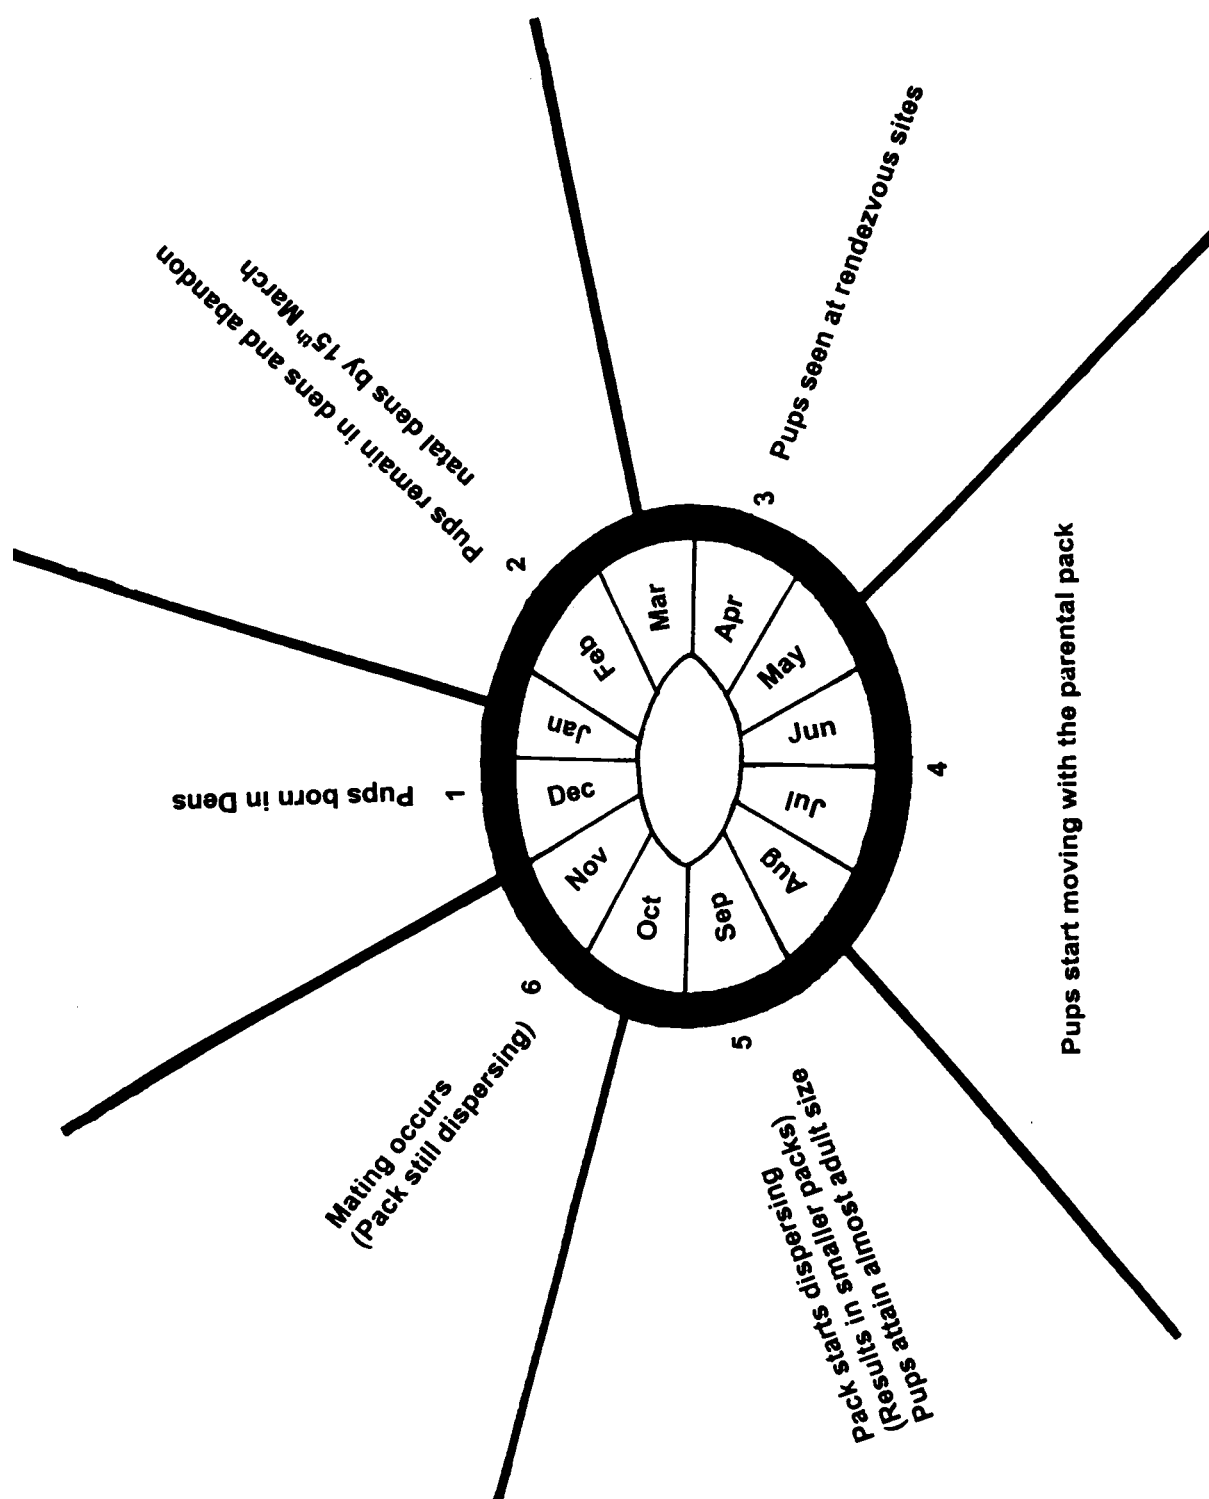 1
Pups born in Dens
2
Pups remain in dens and abandon
natal dens by 15th March
3
Pups seen at rendezvous sites
4
Pups start moving with the parental pack
5
Pack starts dispersing
(Results in smaller packs)
Pups attain almost adult size
6
Mating occurs
(Pack still dispersing)
Jan
Feb
Mar
Apr
May
Jun
Jul
Aug
Sep
Oct
Nov
Dec